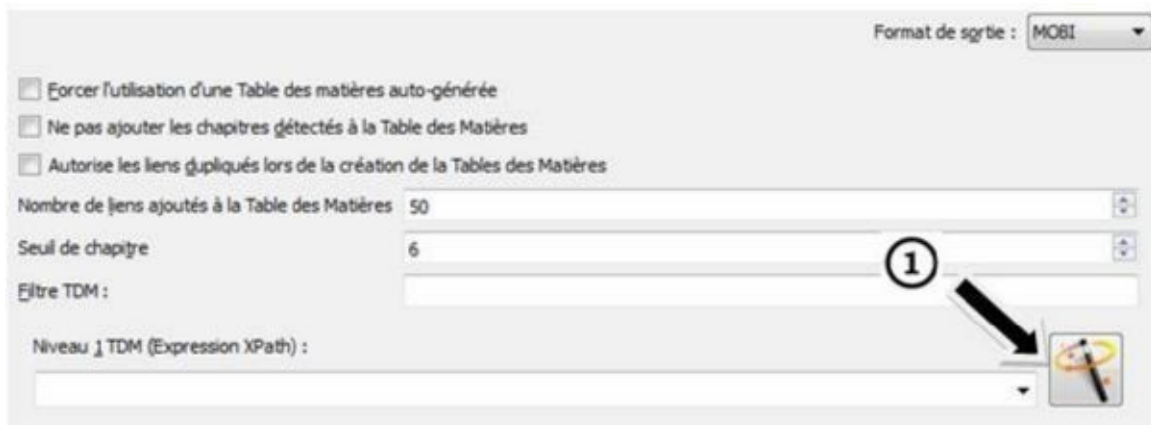 Format de sortie : MOBI
Forcer l'utilisation d'une Table des matières auto-générée
Ne pas ajouter les chapitres détectés à la Table des Matières
Autorise les liens dupliqués lors de la création de la Tables des Matières
Nombre de liens ajoutés à la Table des Matières 50
Seuil de chapitre 6
1
Filtre TDM :
Niveau 1 TDM (Expression XPath) :